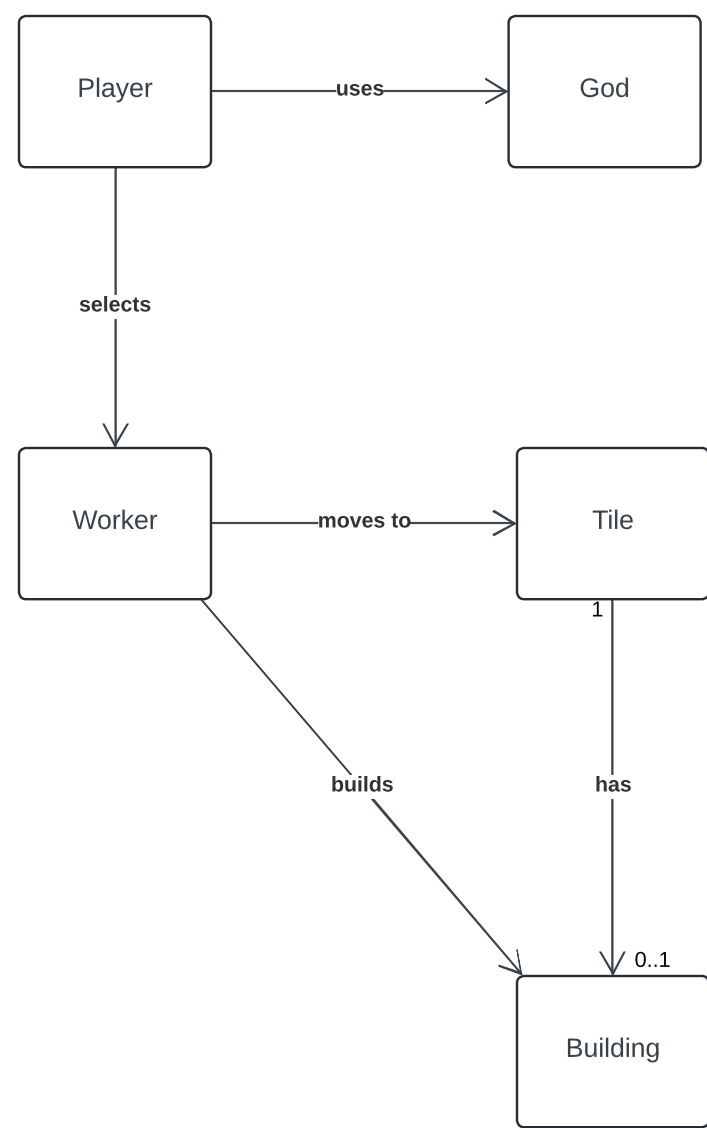 Player
uses
God
selects
Worker
moves to
Tile
1
builds
has
0..1
Building